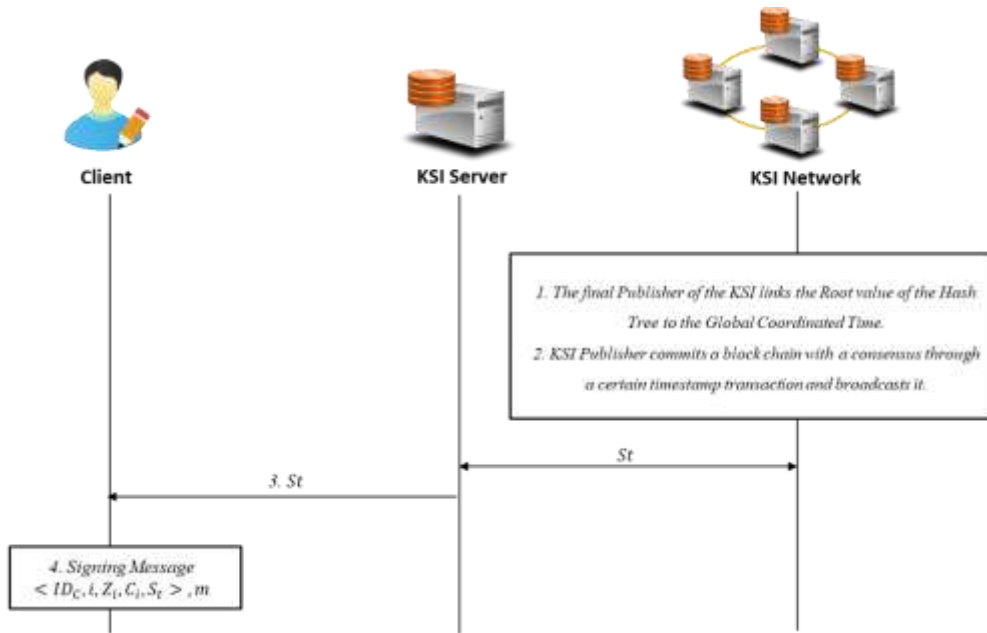 Client
KSI Server
KSI Network
1. The final Publisher of the KSI links the Root value of the Hash
Tree to the Global Coordinated Time.
2. KSI Publisher commits a block chain with a consensus through
a certain timestamp transaction and broadcasts it.
St
3. St
4. Signing Message
< ID_C, i, Z_i, C_i, S_t >, m